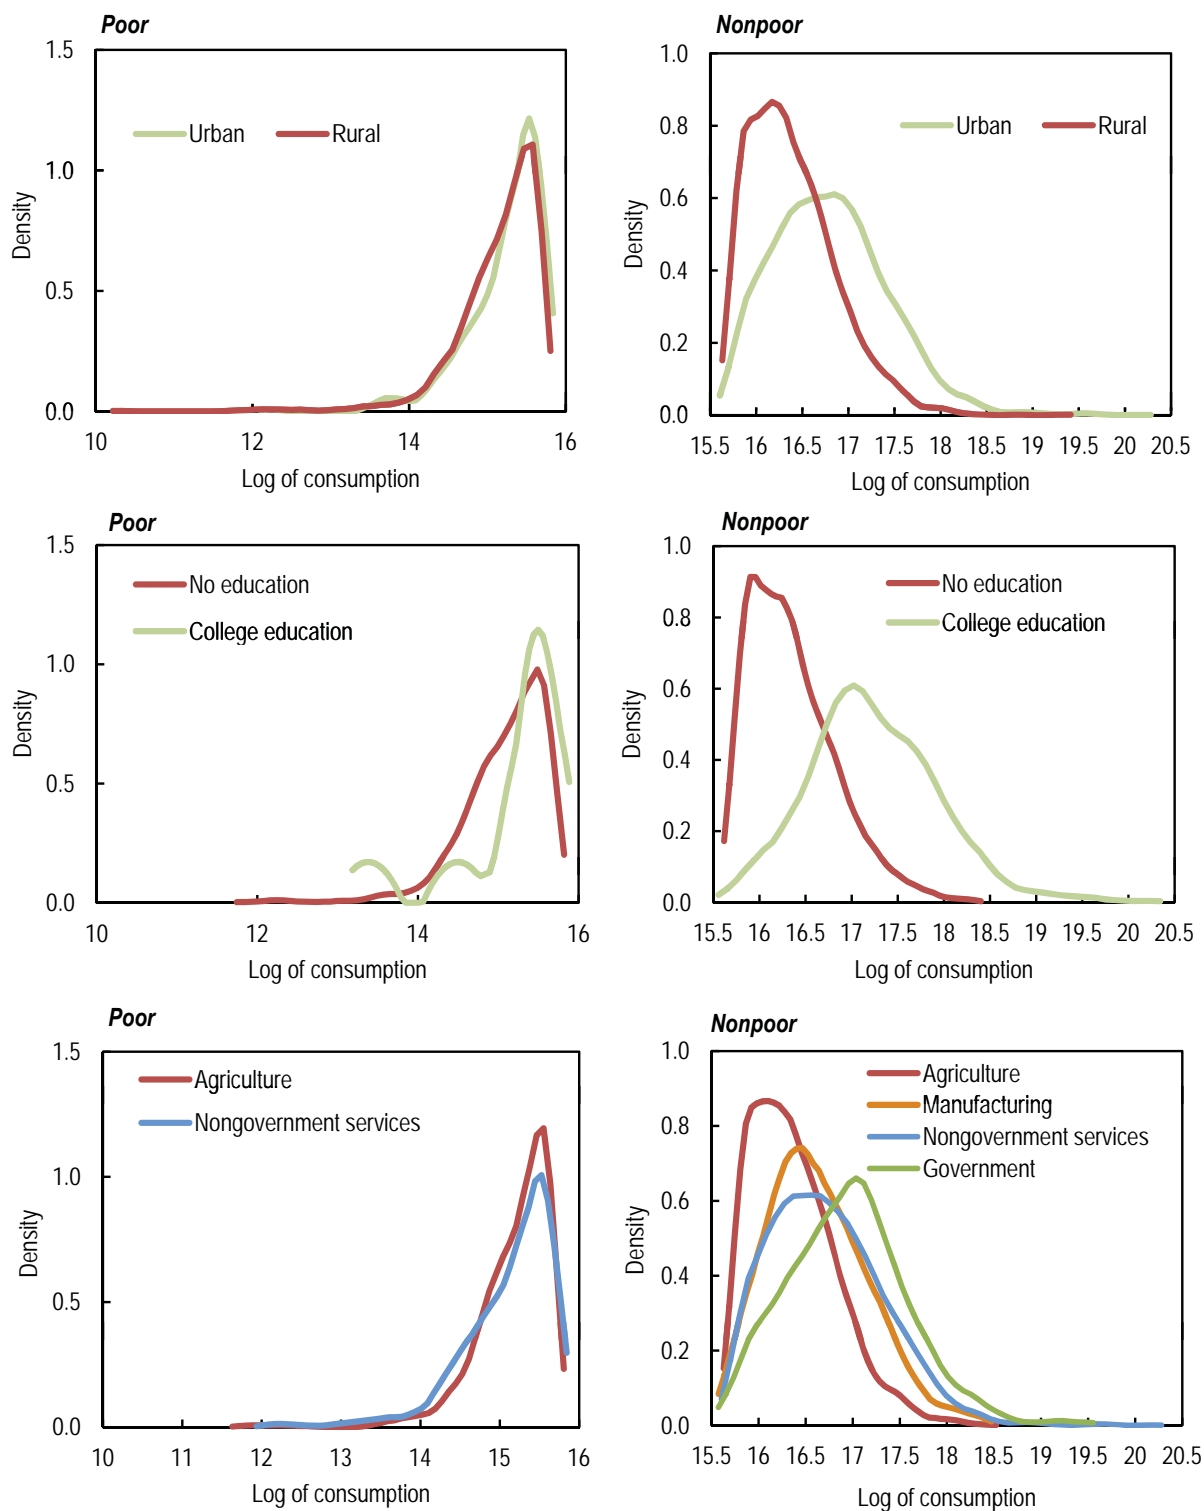 Poor
1.5
1.0
0.5
0.0
Density
Urban
Rural
10
12
14
16
Log of consumption
Nonpoor
1.0
0.8
0.6
0.4
0.2
0.0
Density
Urban
Rural
15.5
16
16.5
17
17.5
18
18.5
19
19.5
20
20.5
Log of consumption
Poor
1.5
1.0
0.5
0.0
Density
No education
College education
10
12
14
16
Log of consumption
Nonpoor
1.0
0.8
0.6
0.4
0.2
0.0
Density
No education
College education
15.5
16
16.5
17
17.5
18
18.5
19
19.5
20
20.5
Log of consumption
Poor
1.5
1.0
0.5
0.0
Density
Agriculture
Nongovernment services
10
11
12
13
14
15
16
Log of consumption
Nonpoor
1.0
0.8
0.6
0.4
0.2
0.0
Density
Agriculture
Manufacturing
Nongovernment services
Government
15.5
16
16.5
17
17.5
18
18.5
19
19.5
20
20.5
Log of consumption